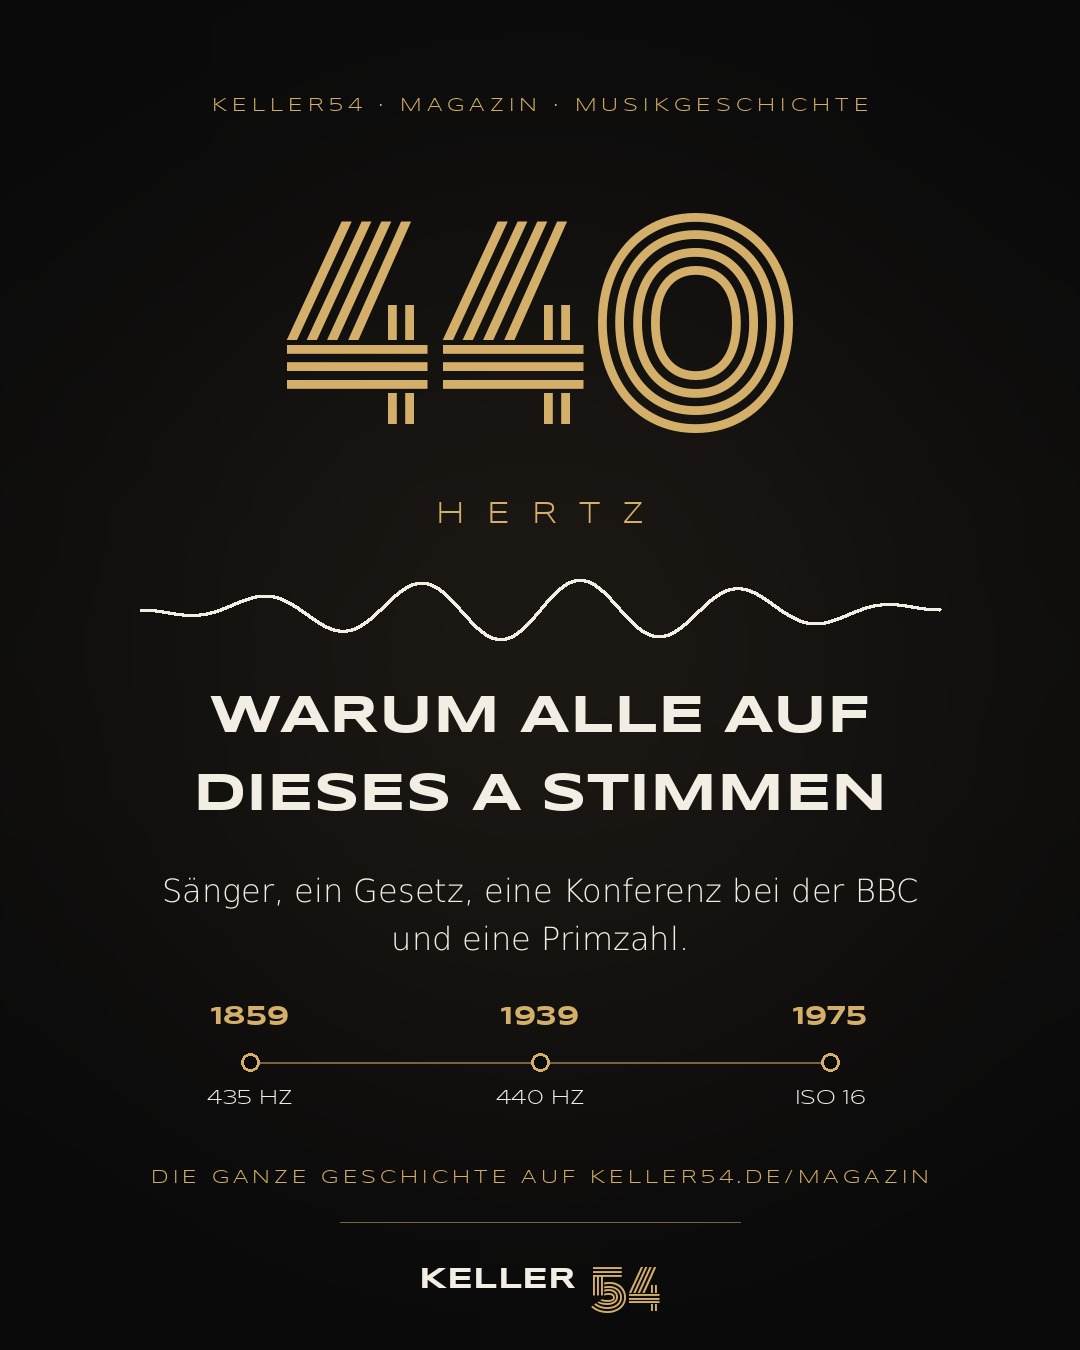 KELLER54 · MAGAZIN · MUSIKGESCHICHTE
440
HERTZ
WARUM ALLE AUF
DIESES A STIMMEN
Sänger, ein Gesetz, eine Konferenz bei der BBC
und eine Primzahl.
1859 1939 1975
435 HZ 440 HZ ISO 16
DIE GANZE GESCHICHTE AUF KELLER54.DE/MAGAZIN
KELLER 54